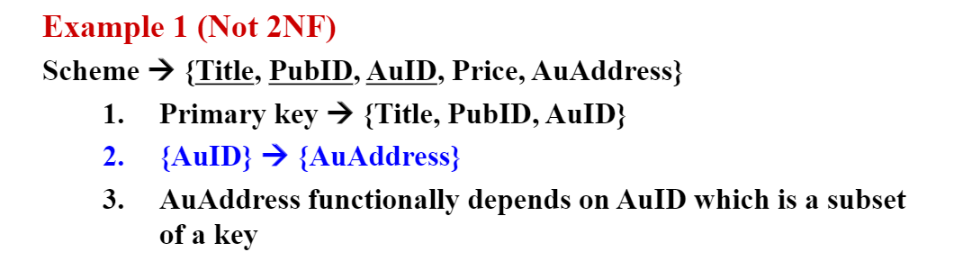 Example 1 (Not 2NF)
Scheme → {Title, PubID, AuID, Price, AuAddress}
1. Primary key → {Title, PubID, AuID}
2. {AuID} → {AuAddress}
3. AuAddress functionally depends on AuID which is a subset
of a key